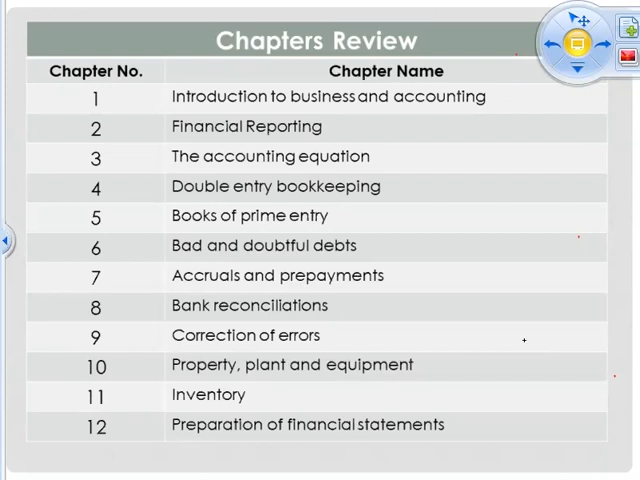 Chapters Review
Chapter No. Chapter Name
1 Introduction to business and accounting
2 Financial Reporting
3 The accounting equation
4 Double entry bookkeeping
5 Books of prime entry
6 Bad and doubtful debts
7 Accruals and prepayments
8 Bank reconciliations
9 Correction of errors
10 Property, plant and equipment
11 Inventory
12 Preparation of financial statements